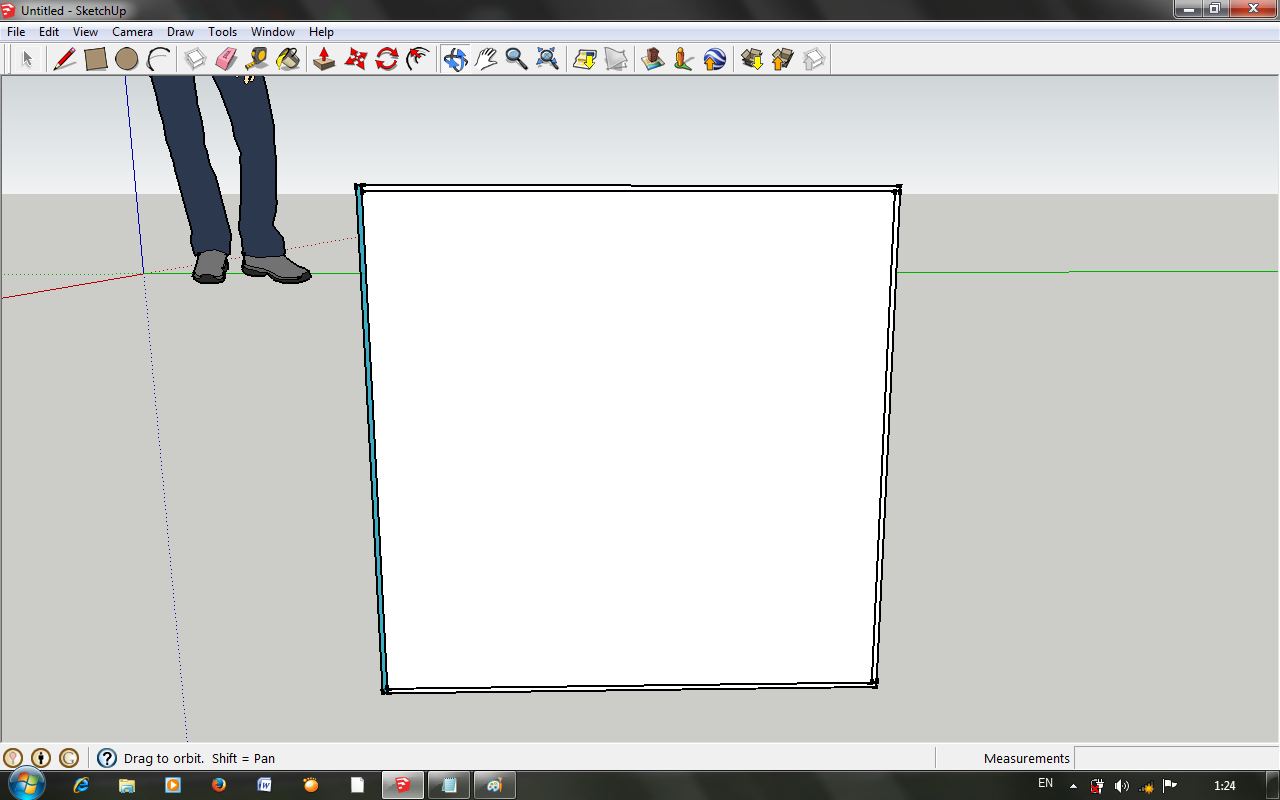 Untitled - SketchUp
File Edit View Camera Draw Tools Window Help
Drag to orbit. Shift = Pan
Measurements
EN
1:24